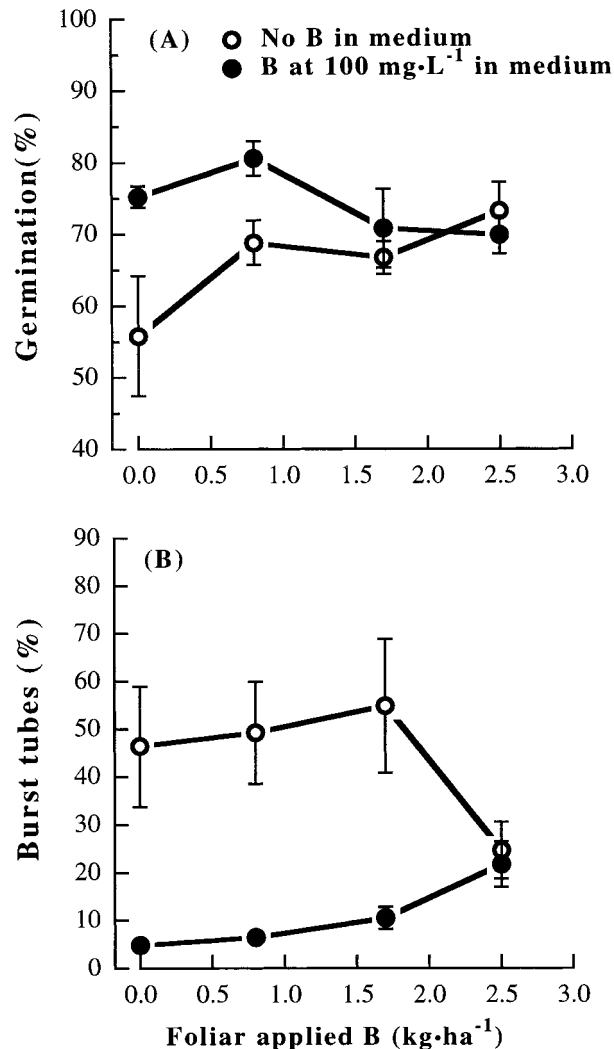 (A)
No B in medium
B at 100 mg·L⁻¹ in medium
Germination(%)
100
90
80
70
60
50
40
0.0 0.5 1.0 1.5 2.0 2.5 3.0
(B)
Burst tubes (%)
90
80
70
60
50
40
30
20
10
0
0.0 0.5 1.0 1.5 2.0 2.5 3.0
Foliar applied B (kg·ha⁻¹)